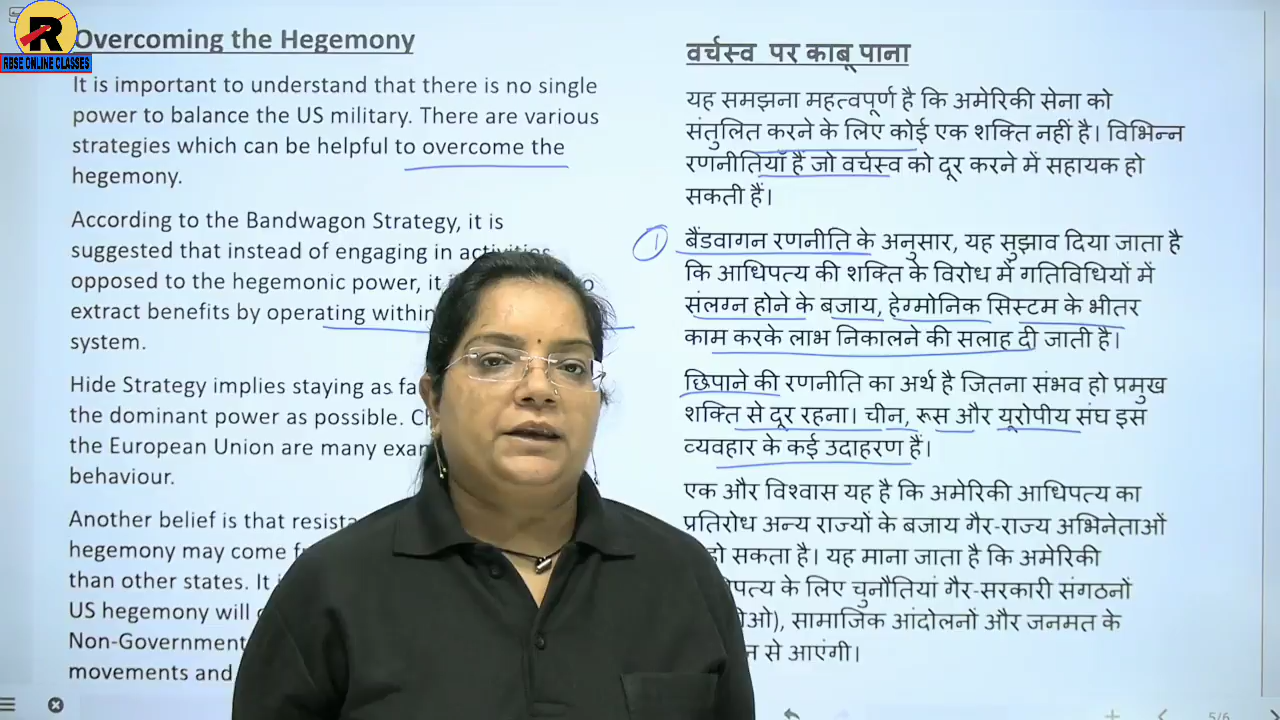 R
RBSE ONLINE CLASSES
Overcoming the Hegemony
It is important to understand that there is no single
power to balance the US military. There are various
strategies which can be helpful to overcome the
hegemony.
According to the Bandwagon Strategy, it is
suggested that instead of engaging in activities
opposed to the hegemonic power, it
extract benefits by operating within
system.
Hide Strategy implies staying as
the dominant power as possible.
the European Union are many
behaviour.
Another belief is that
hegemony may come
than other states. It
US hegemony will
movements and
वर्चस्व पर काबू पाना
यह समझना महत्वपूर्ण है कि अमेरिकी सेना को
संतुलित करने के लिए कोई एक शक्ति नहीं है। विभिन्न
रणनीतियाँ हैं जो वर्चस्व को दूर करने में सहायक हो
सकती हैं।
1
बैंडवागन रणनीति के अनुसार, यह सुझाव दिया जाता है
कि आधिपत्य की शक्ति के विरोध में गतिविधियों में
संलग्न होने के बजाय, हेग्मोनिक सिस्टम के भीतर
काम करके लाभ निकालने की सलाह दी जाती है।
छिपाने की रणनीति का अर्थ है जितना संभव हो प्रमुख
शक्ति से दूर रहना। चीन, रूस और यूरोपीय संघ इस
व्यवहार के कई उदाहरण हैं।
एक और विश्वास यह है कि अमेरिकी आधिपत्य का
प्रतिरोध अन्य राज्यों के बजाय गैर-राज्य अभिनेताओं
हो सकता है। यह माना जाता है कि अमेरिकी
के लिए चुनौतियां गैर-सरकारी संगठनों
सामाजिक आंदोलनों और जनमत के
से आएंगी।
5/6